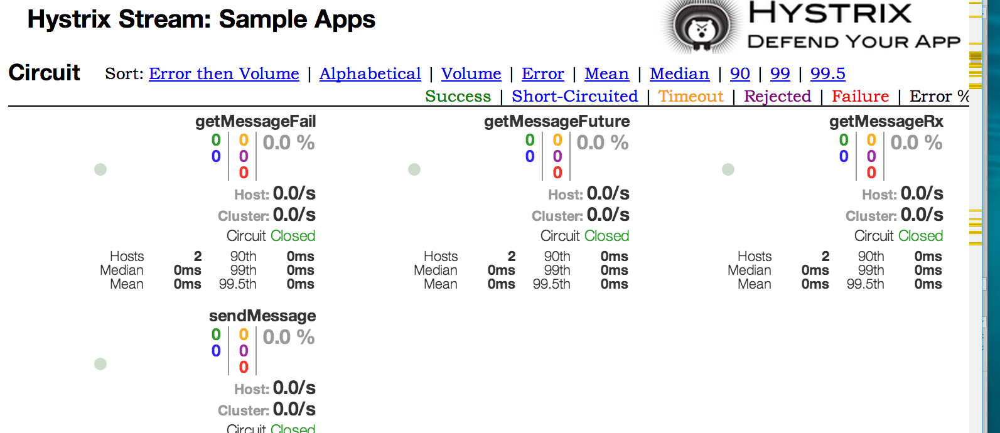 Hystrix Stream: Sample Apps
HYSTRIX
DEFEND YOUR APP
Circuit Sort: Error then Volume | Alphabetical | Volume | Error | Mean | Median | 90 | 99 | 99.5
Success | Short-Circuited | Timeout | Rejected | Failure | Error %
getMessageFail
0 0 0.0 %
0 0
0
Host: 0.0/s
Cluster: 0.0/s
Circuit Closed
Hosts 2 90th 0ms
Median 0ms 99th 0ms
Mean 0ms 99.5th 0ms
getMessageFuture
0 0 0.0 %
0 0
0
Host: 0.0/s
Cluster: 0.0/s
Circuit Closed
Hosts 2 90th 0ms
Median 0ms 99th 0ms
Mean 0ms 99.5th 0ms
getMessageRx
0 0 0.0 %
0 0
0
Host: 0.0/s
Cluster: 0.0/s
Circuit Closed
Hosts 2 90th 0ms
Median 0ms 99th 0ms
Mean 0ms 99.5th 0ms
sendMessage
0 0 0.0 %
0 0
0
Host: 0.0/s
Cluster: 0.0/s
Circuit Closed